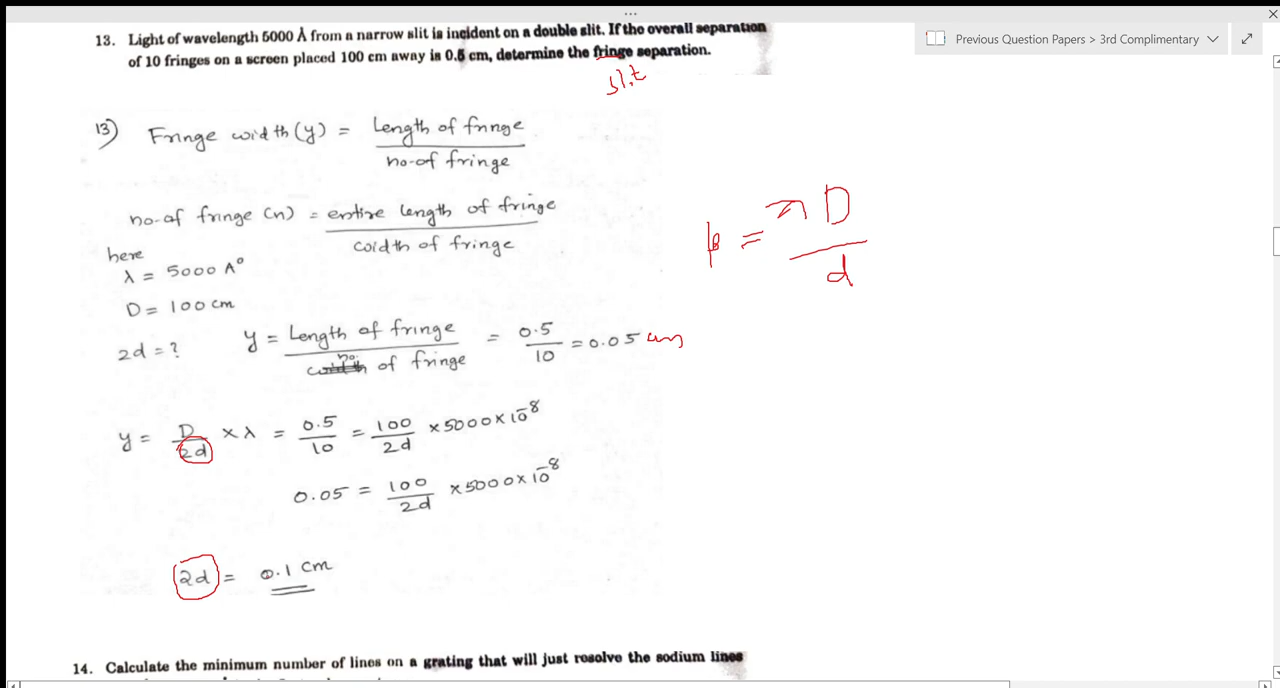 ...
Previous Question Papers > 3rd Complimentary
13. Light of wavelength 5000 Å from a narrow slit is incident on a double slit. If the overall separation
of 10 fringes on a screen placed 100 cm away is 0.5 cm, determine the fringe separation.
slit
13) Fringe width (y) = Length of fringe
no-of fringe
no-of fringe (n) = entire length of fringe
width of fringe
here
λ = 5000 A°
D = 100 cm
2d = ?
y = Length of fringe / no. of fringe = 0.5 / 10 = 0.05 cm
y = D / 2d × λ = 0.5 / 10 = 100 / 2d × 5000 × 10⁻⁸
0.05 = 100 / 2d × 5000 × 10⁻⁸
2d = 0.1 cm
β = λ D / d
14. Calculate the minimum number of lines on a grating that will just resolve the sodium lines